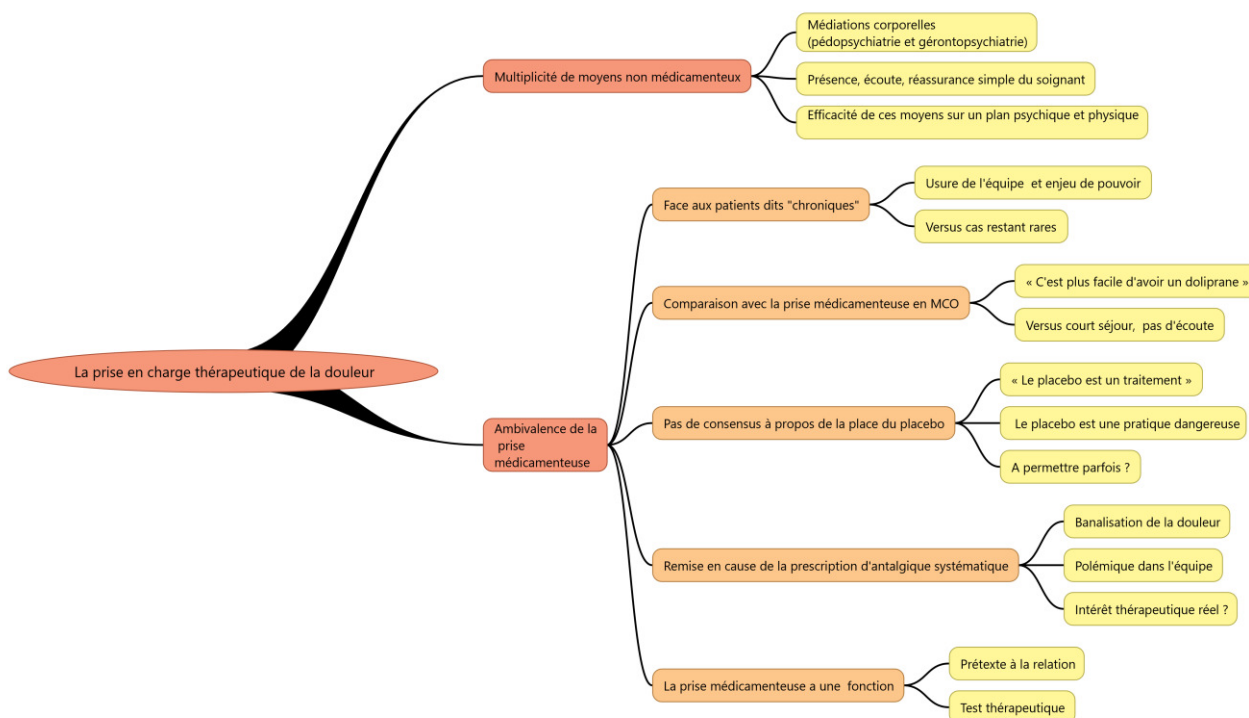 La prise en charge thérapeutique de la douleur
Multiplicité de moyens non médicamenteux
Médiations corporelles
(pédopsychiatrie et gérontopsychiatrie)
Présence, écoute, réassurance simple du soignant
Efficacité de ces moyens sur un plan psychique et physique
Ambivalence de la
prise
médicamenteuse
Face aux patients dits "chroniques"
Usure de l'équipe et enjeu de pouvoir
Versus cas restant rares
Comparaison avec la prise médicamenteuse en MCO
« C'est plus facile d'avoir un doliprane »
Versus court séjour, pas d'écoute
Pas de consensus à propos de la place du placebo
« Le placebo est un traitement »
Le placebo est une pratique dangereuse
A permettre parfois ?
Remise en cause de la prescription d'antalgique systématique
Banalisation de la douleur
Polémique dans l'équipe
Intérêt thérapeutique réel ?
La prise médicamenteuse a une fonction
Prétexte à la relation
Test thérapeutique